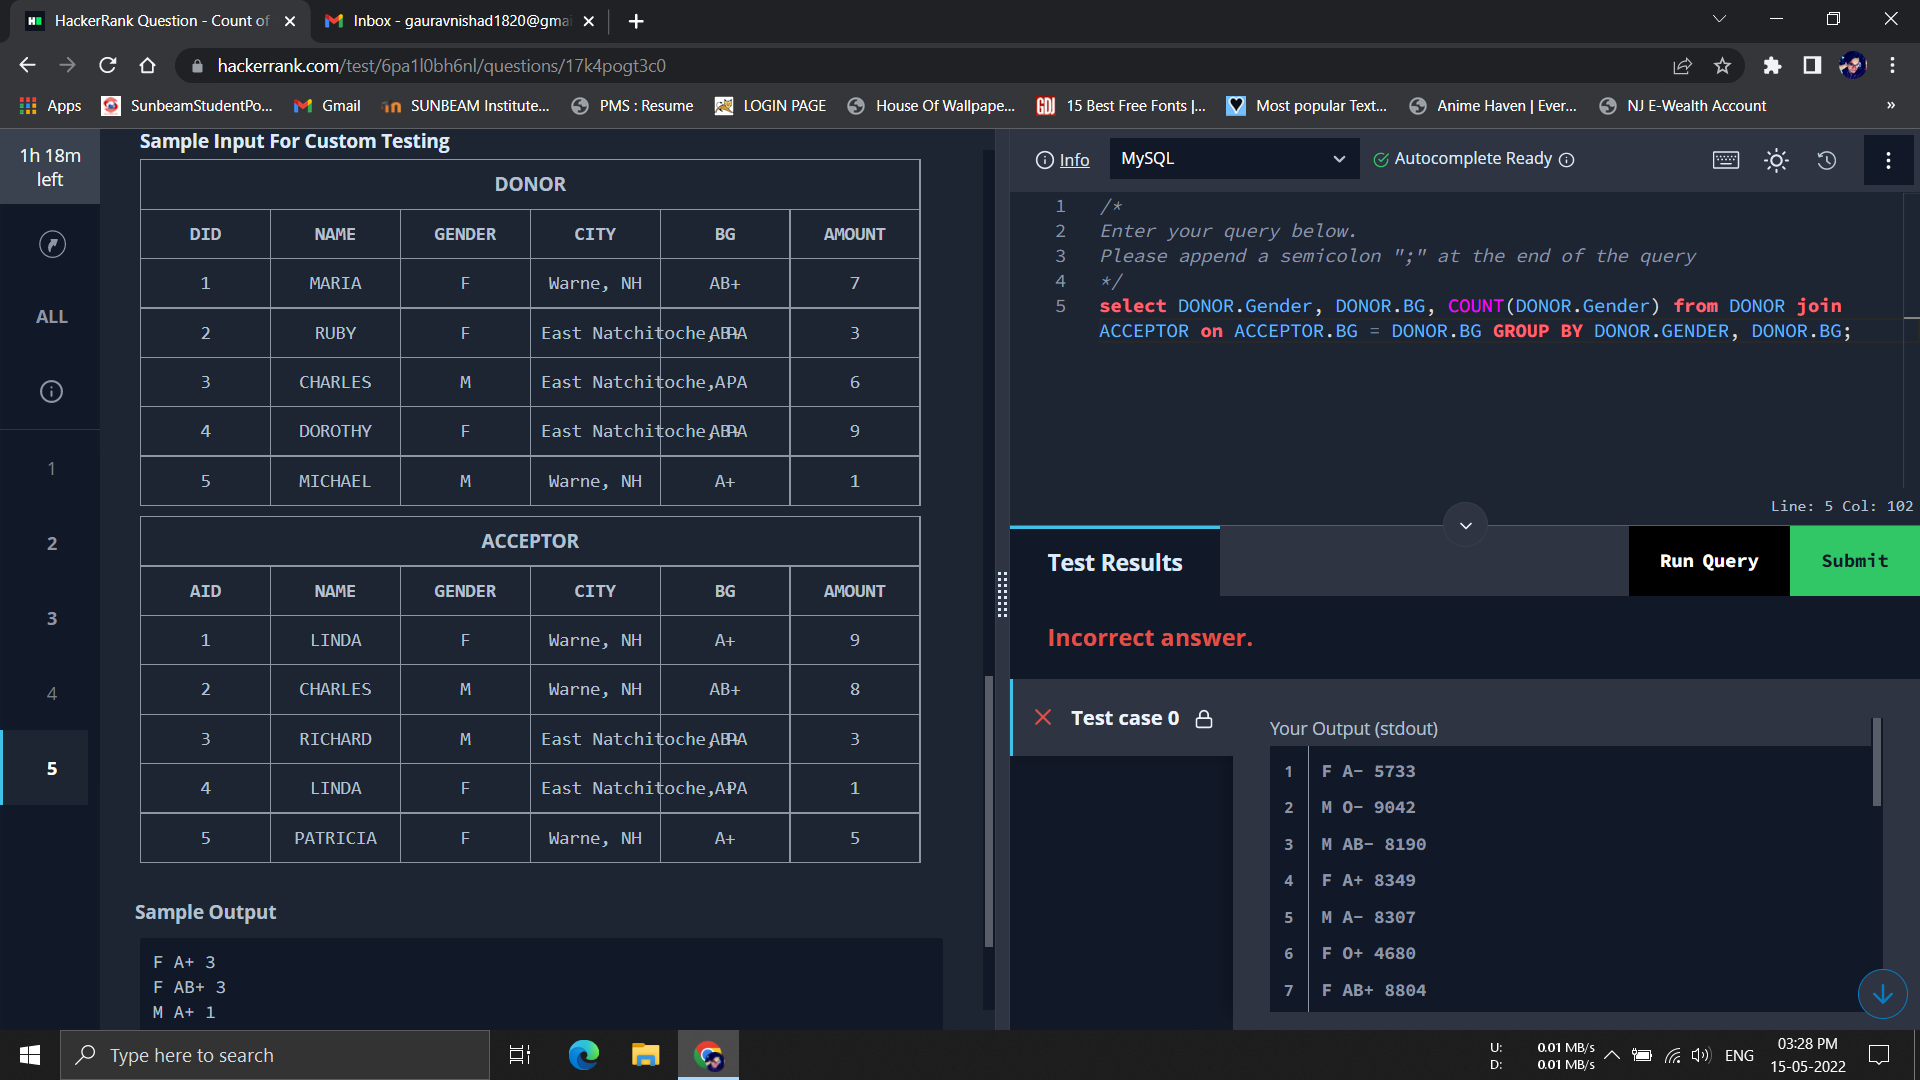 HackerRank Question - Count of
Inbox - gauravnishad1820@gma
hackerrank.com/test/6pa1l0bh6nl/questions/17k4pogt3c0
Apps
SunbeamStudentPo...
Gmail
SUNBEAM Institute...
PMS : Resume
LOGIN PAGE
House Of Wallpape...
15 Best Free Fonts |...
Most popular Text...
Anime Haven | Ever...
NJ E-Wealth Account
»
1h 18m
left
ALL
1
2
3
4
5
Sample Input For Custom Testing
DONOR
DID NAME GENDER CITY BG AMOUNT
1 MARIA F Warne, NH AB+ 7
2 RUBY F East Natchitoche, PA AB+ 3
3 CHARLES M East Natchitoche, PA 6
4 DOROTHY F East Natchitoche, PA AB+ 9
5 MICHAEL M Warne, NH A+ 1
ACCEPTOR
AID NAME GENDER CITY BG AMOUNT
1 LINDA F Warne, NH A+ 9
2 CHARLES M Warne, NH AB+ 8
3 RICHARD M East Natchitoche, PA AB+ 3
4 LINDA F East Natchitoche, PA A+ 1
5 PATRICIA F Warne, NH A+ 5
Sample Output
F A+ 3
F AB+ 3
M A+ 1
Info
MySQL
Autocomplete Ready
1 /*
2 Enter your query below.
3 Please append a semicolon ";" at the end of the query
4 */
5 select DONOR.Gender, DONOR.BG, COUNT(DONOR.Gender) from DONOR join
ACCEPTOR on ACCEPTOR.BG = DONOR.BG GROUP BY DONOR.GENDER, DONOR.BG;
Line: 5 Col: 102
Test Results
Run Query
Submit
Incorrect answer.
Test case 0
Your Output (stdout)
1 F A- 5733
2 M O- 9042
3 M AB- 8190
4 F A+ 8349
5 M A- 8307
6 F O+ 4680
7 F AB+ 8804
Type here to search
U: 0.01 MB/s
D: 0.01 MB/s
ENG
03:28 PM
15-05-2022